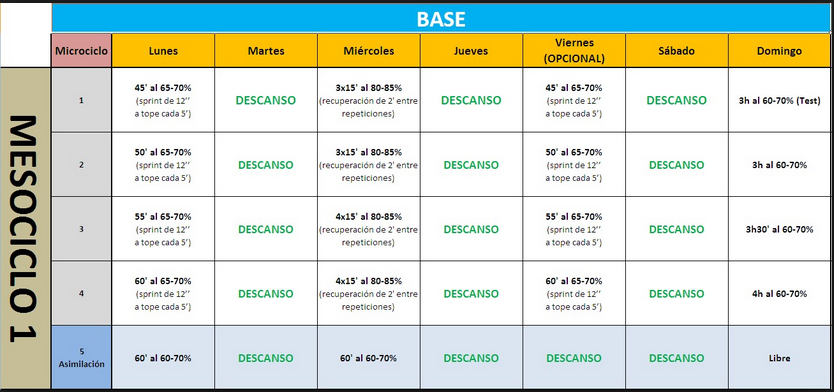 BASE
Microciclo Lunes Martes Miércoles Jueves Viernes Sábado Domingo
(OPCIONAL)
MESOCICLO 1
1 45' al 65-70% DESCANSO 3x15' al 80-85% DESCANSO 45' al 65-70% DESCANSO 3h al 60-70% (Test)
(sprint de 12'' (recuperación de 2' entre (sprint de 12''
a tope cada 5') repeticiones) a tope cada 5')
2 50' al 65-70% DESCANSO 3x15' al 80-85% DESCANSO 50' al 65-70% DESCANSO 3h al 60-70%
(sprint de 12'' (recuperación de 2' entre (sprint de 12''
a tope cada 5') repeticiones) a tope cada 5')
3 55' al 65-70% DESCANSO 4x15' al 80-85% DESCANSO 55' al 65-70% DESCANSO 3h30' al 60-70%
(sprint de 12'' (recuperación de 2' entre (sprint de 12''
a tope cada 5') repeticiones) a tope cada 5')
4 60' al 65-70% DESCANSO 4x15' al 80-85% DESCANSO 60' al 65-70% DESCANSO 4h al 60-70%
(sprint de 12'' (recuperación de 2' entre (sprint de 12''
a tope cada 5') repeticiones) a tope cada 5')
5 60' al 60-70% DESCANSO 60' al 60-70% DESCANSO DESCANSO DESCANSO Libre
Asimilación